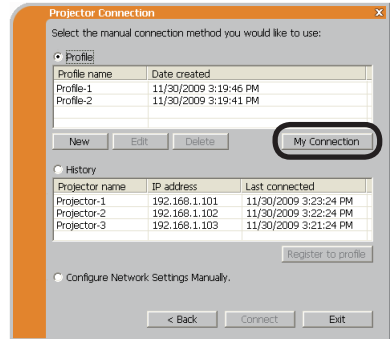 Projector Connection X
Select the manual connection method you would like to use:
Profile
Profile name Date created
Profile-1 11/30/2009 3:19:46 PM
Profile-2 11/30/2009 3:19:41 PM
New Edit Delete My Connection
History
Projector name IP address Last connected
Projector-1 192.168.1.101 11/30/2009 3:23:24 PM
Projector-2 192.168.1.102 11/30/2009 3:22:24 PM
Projector-3 192.168.1.103 11/30/2009 3:21:24 PM
Register to profile
Configure Network Settings Manually.
< Back Connect Exit